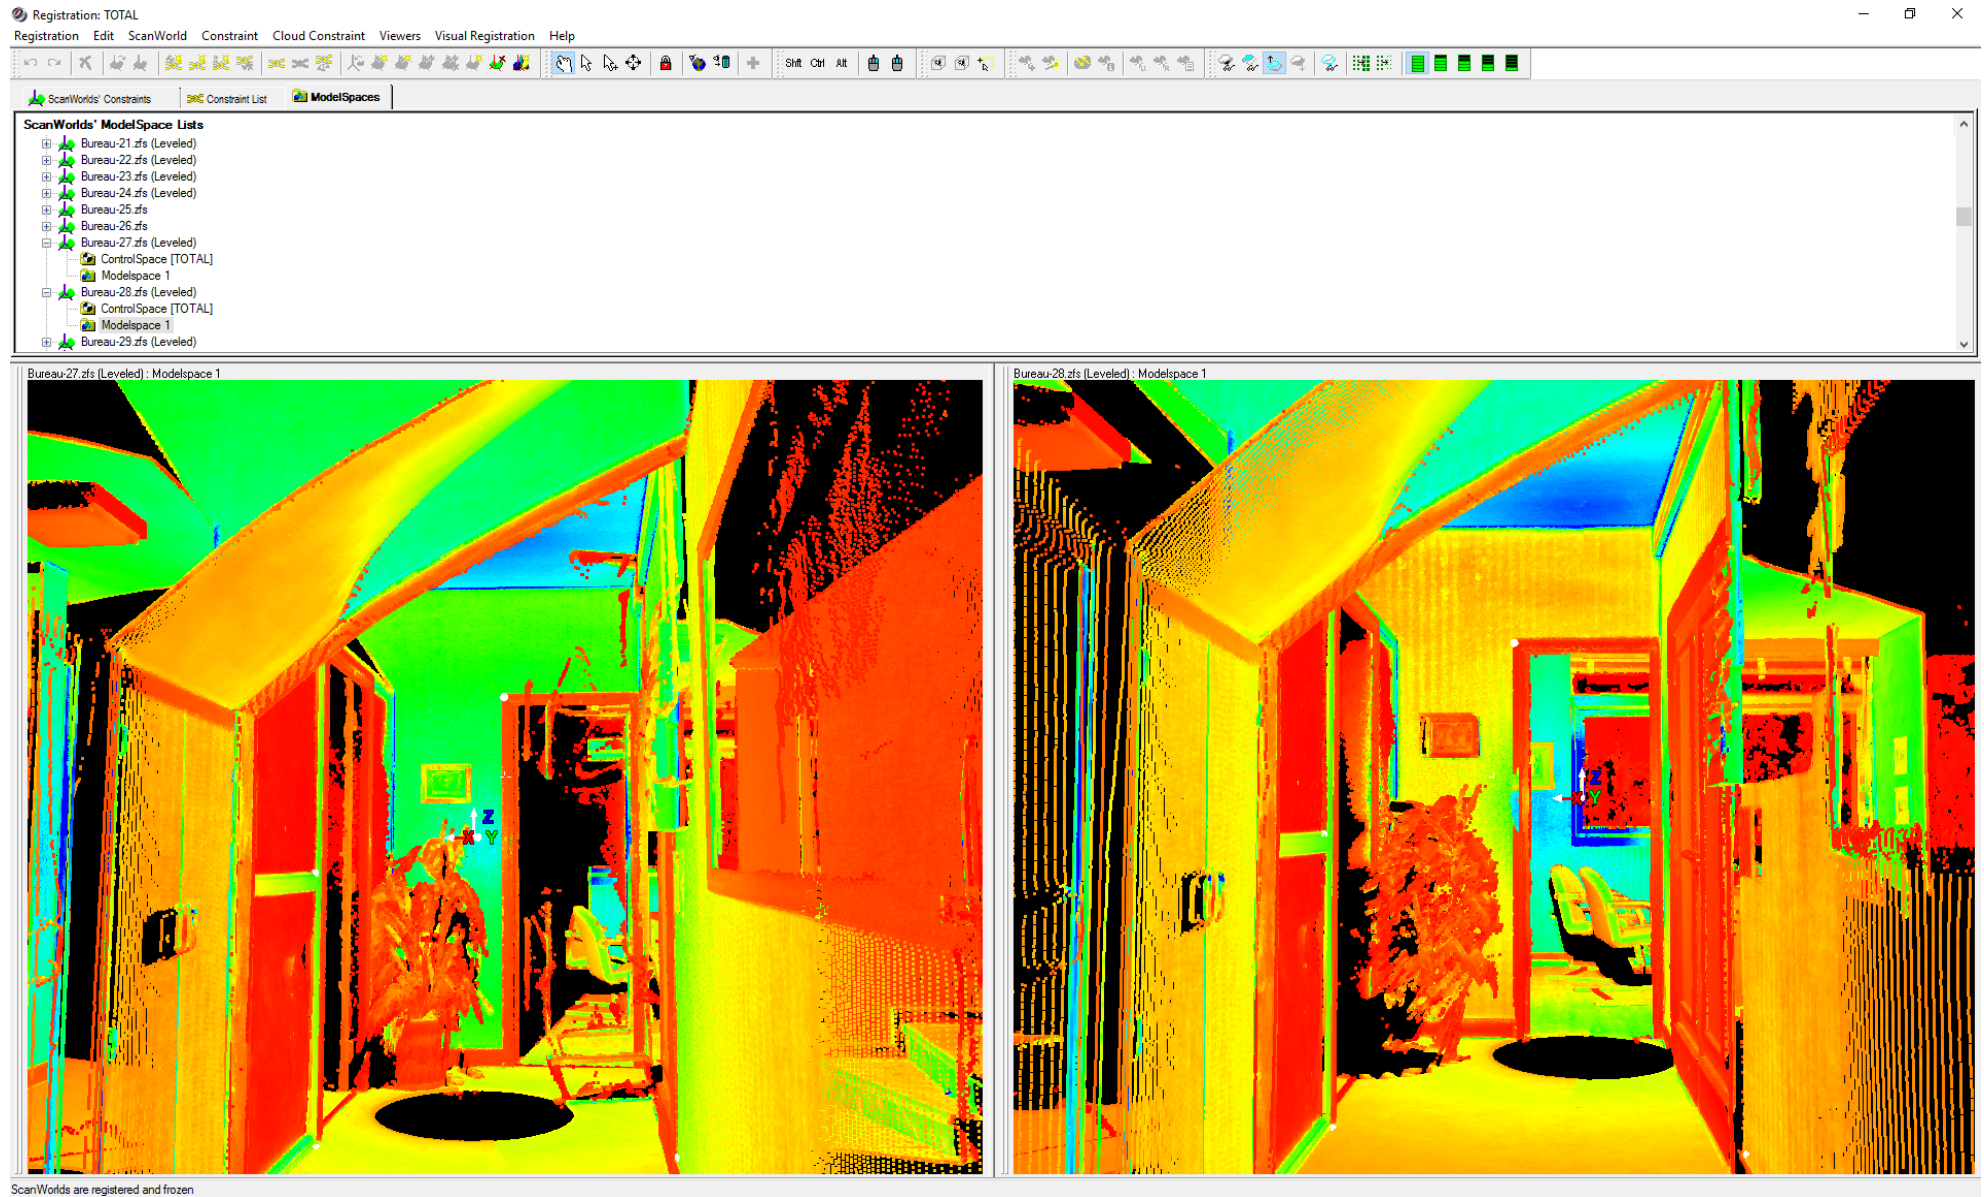 Registration: TOTAL
Registration Edit ScanWorld Constraint Cloud Constraint Viewers Visual Registration Help
Shft Ctrl Alt
ScanWorlds' Constraints Constraint List ModelSpaces
ScanWorlds' ModelSpace Lists
Bureau-21.zfs (Leveled)
Bureau-22.zfs (Leveled)
Bureau-23.zfs (Leveled)
Bureau-24.zfs (Leveled)
Bureau-25.zfs
Bureau-26.zfs
Bureau-27.zfs (Leveled)
ControlSpace [TOTAL]
Modelspace 1
Bureau-28.zfs (Leveled)
ControlSpace [TOTAL]
Modelspace 1
Bureau-29.zfs (Leveled)
Bureau-27.zfs (Leveled) : Modelspace 1
Z
X Y
Bureau-28.zfs (Leveled) : Modelspace 1
Z
X Y
ScanWorlds are registered and frozen